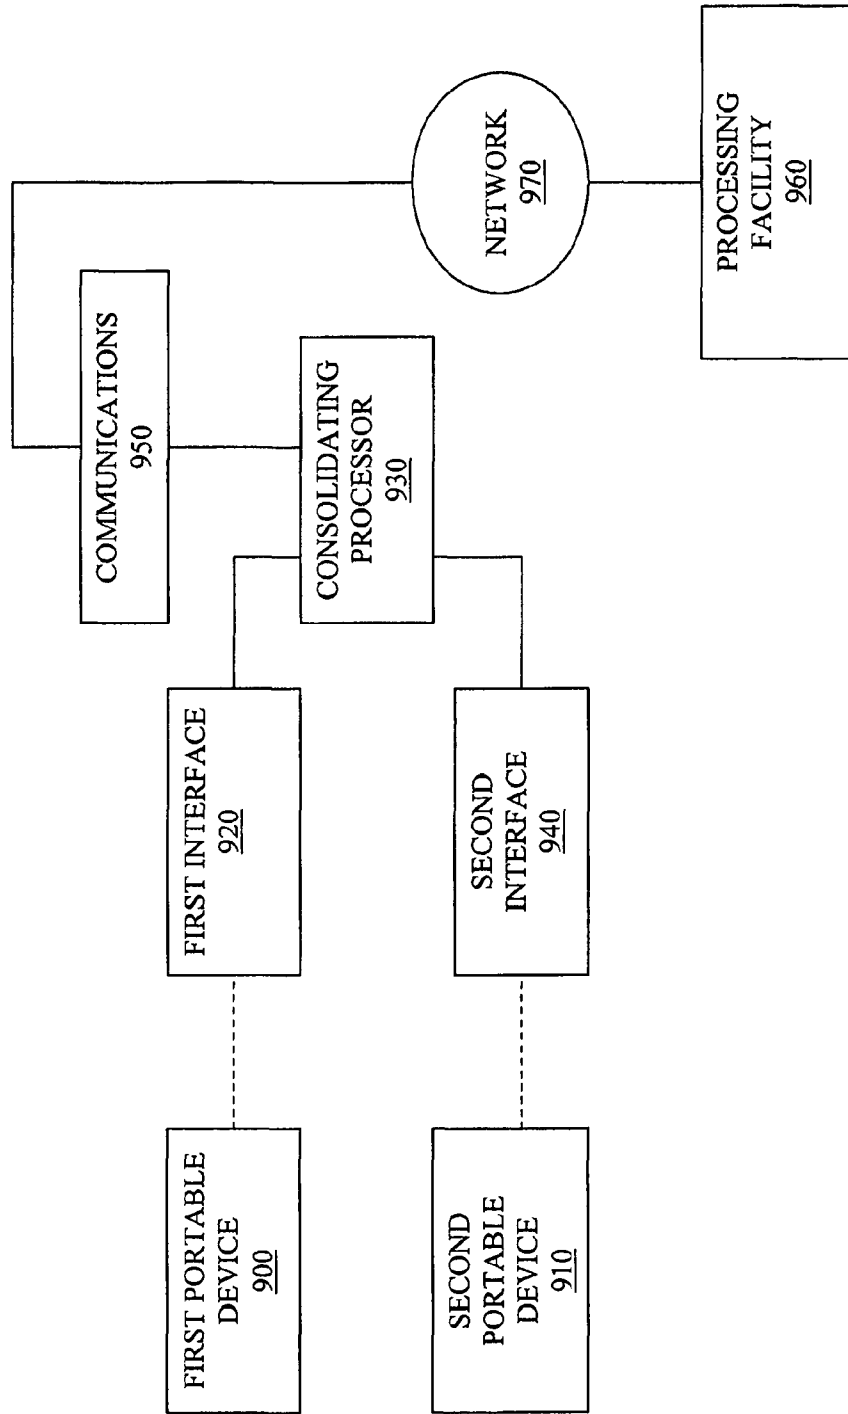 FIRST PORTABLE
DEVICE
900
FIRST INTERFACE
920
COMMUNICATIONS
950
SECOND
PORTABLE
DEVICE
910
SECOND
INTERFACE
940
CONSOLIDATING
PROCESSOR
930
NETWORK
970
PROCESSING
FACILITY
960